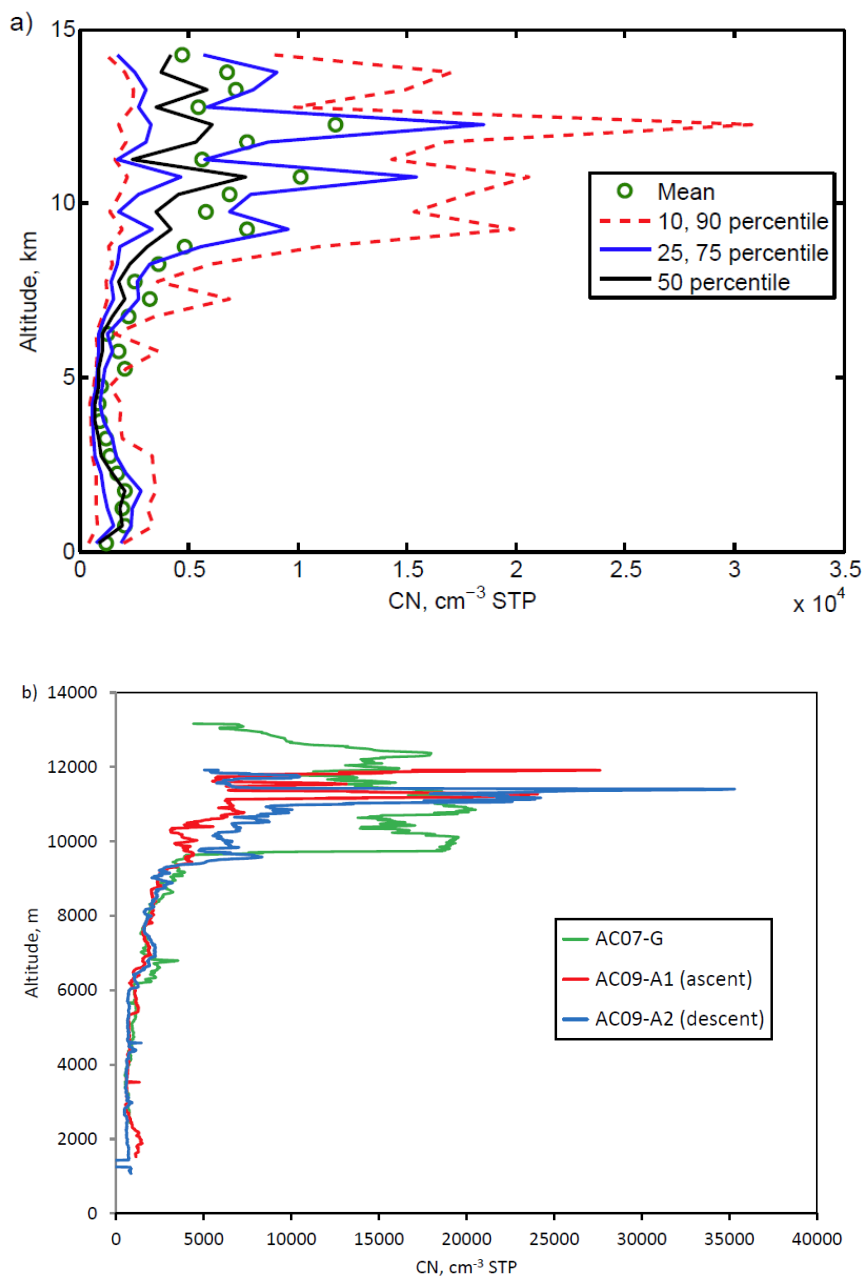 a)
15
10
5
0
Altitude, km
Mean
10, 90 percentile
25, 75 percentile
50 percentile
0 0.5 1 1.5 2 2.5 3 3.5
CN, cm⁻³ STP
x 10⁴
b)
14000
12000
10000
8000
6000
4000
2000
0
Altitude, m
AC07-G
AC09-A1 (ascent)
AC09-A2 (descent)
0 5000 10000 15000 20000 25000 30000 35000 40000
CN, cm⁻³ STP